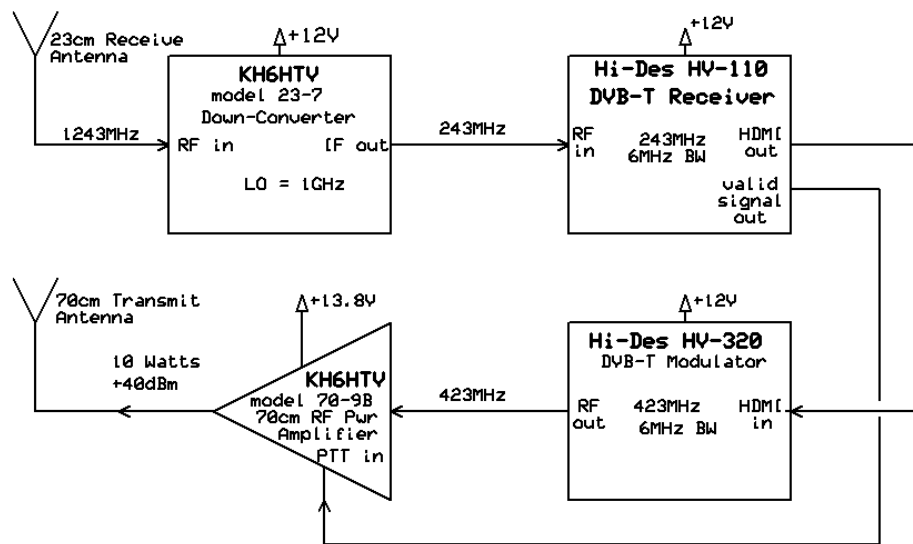 23cm Receive
Antenna
1243MHz
+12V
KH6HTV
model 23-7
Down-Converter
RF in
IF out
LO = 1GHz
243MHz
+12V
Hi-Des HV-110
DVB-T Receiver
RF
in
243MHz
6MHz BW
HDMI
out
valid
signal
out
70cm Transmit
Antenna
10 Watts
+40dBm
+13.8V
KH6HTV
model 70-9B
70cm RF Pwr
Amplifier
PTT in
423MHz
+12V
Hi-Des HV-320
DVB-T Modulator
RF
out
423MHz
6MHz BW
HDMI
in